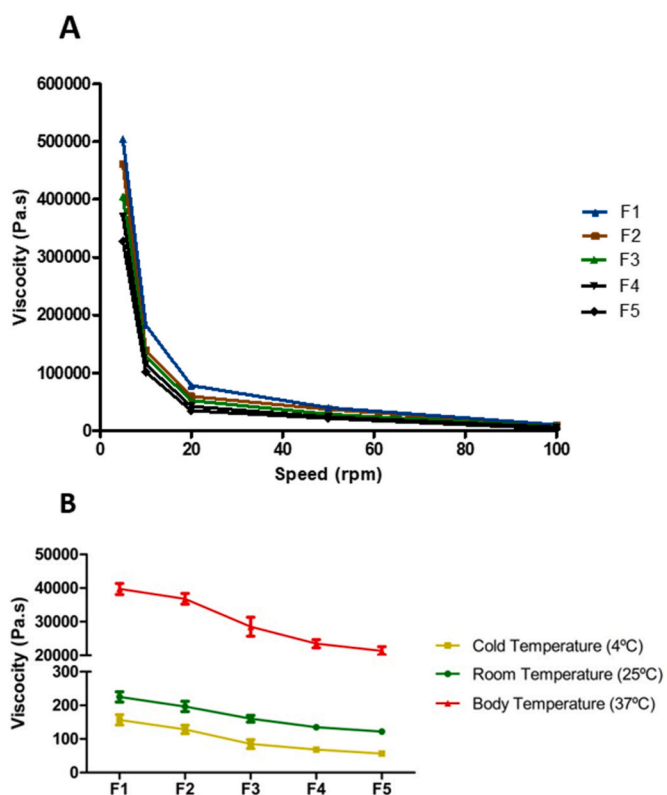 A
600000
500000
400000
300000
200000
100000
0
Viscocity (Pa.s)
0 20 40 60 80 100
Speed (rpm)
F1
F2
F3
F4
F5
B
50000
40000
30000
20000
300
200
100
0
Viscocity (Pa.s)
F1 F2 F3 F4 F5
Cold Temperature (4ºC)
Room Temperature (25ºC)
Body Temperature (37ºC)